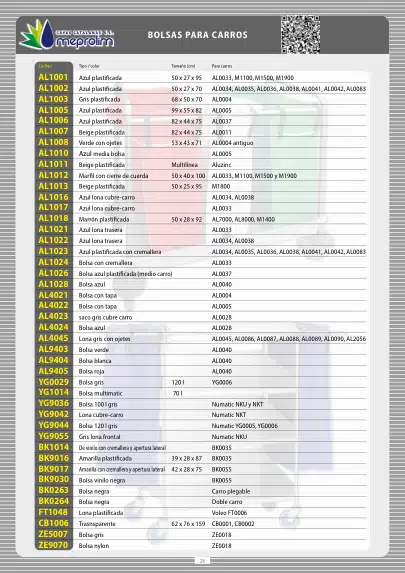 CAFÉS CATALANES S.L.
meprolim
BOLSAS PARA CARROS
Código Tipo / color Tamaño (cm) Para carros
AL1001 Azul plastificada 50 x 27 x 95 AL0033, M1100, M1500, M1900
AL1002 Azul plastificada 50 x 27 x 70 AL0034, AL0035, AL0036, AL0038, AL0041, AL0042, AL0083
AL1003 Gris plastificada 68 x 50 x 70 AL0004
AL1005 Azul plastificada 99 x 55 x 82 AL0005
AL1006 Azul plastificada 82 x 44 x 75 AL0037
AL1007 Beige plastificada 82 x 44 x 75 AL0011
AL1008 Verde con ojetes 53 x 43 x 71 AL0004 antiguo
AL1010 Azul media bolsa AL0005
AL1011 Beige plastificada Multilinea Aluzinc
AL1012 Marfil con cierre de cuerda 50 x 40 x 100 AL0033, M1100, M1500 y M1900
AL1013 Beige plastificada 50 x 25 x 95 M1800
AL1016 Azul lona cubre-carro AL0034, AL0038
AL1017 Azul lona cubre-carro AL0033
AL1018 Marrón plastificada 50 x 28 x 92 AL7000, AL8000, M1400
AL1021 Azul lona trasera AL0033
AL1022 Azul lona trasera AL0034, AL0038
AL1023 Azul plastificada con cremallera AL0034, AL0035, AL0036, AL0038, AL0041, AL0042, AL0083
AL1024 Bolsa con cremallera AL0033
AL1026 Bolsa azul plastificada (medio carro) AL0037
AL1028 Bolsa azul AL0040
AL4021 Bolsa con tapa AL0004
AL4022 Bolsa con tapa AL0005
AL4023 saco gris cubre carro AL0028
AL4024 Bolsa azul AL0028
AL4045 Lona gris con ojetes AL0045, AL0086, AL0087, AL0088, AL0089, AL0090, AL2056
AL9403 Bolsa verde AL0040
AL9404 Bolsa blanca AL0040
AL9405 Bolsa roja AL0040
YG0029 Bolsa gris 120 l YG0006
YG1014 Bolsa multimatic 70 l
YG9036 Bolsa 100 l gris Numatic NKU y NKT
YG9042 Lona cubre-carro Numatic NKT
YG9044 Bolsa 120 l gris Numatic YG0005, YG0006
YG9055 Gris lona frontal Numatic NKU
BK1014 De vinilo con cremallera y apertura lateral BK0035
BK9016 Amarilla plastificada 39 x 28 x 87 BK0035
BK9017 Amarilla con cremallera y apertura lateral 42 x 28 x 75 BK0055
BK9030 Bolsa vinilo negra BK0055
BK0263 Bolsa negra Carro plegable
BK0264 Bolsa negra Doble carro
FT1048 Lona plastificada Voleo FT0006
CB1006 Trasnsparente 62 x 76 x 159 CB0001, CB0002
ZE5007 Bolsa gris ZE0018
ZE9070 Bolsa nylon ZE0018